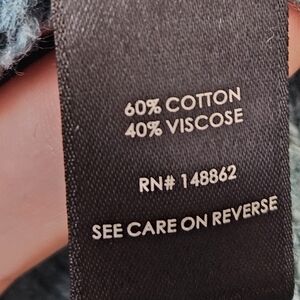 60% COTTON
40% VISCOSE
RN# 148862
SEE CARE ON REVERSE